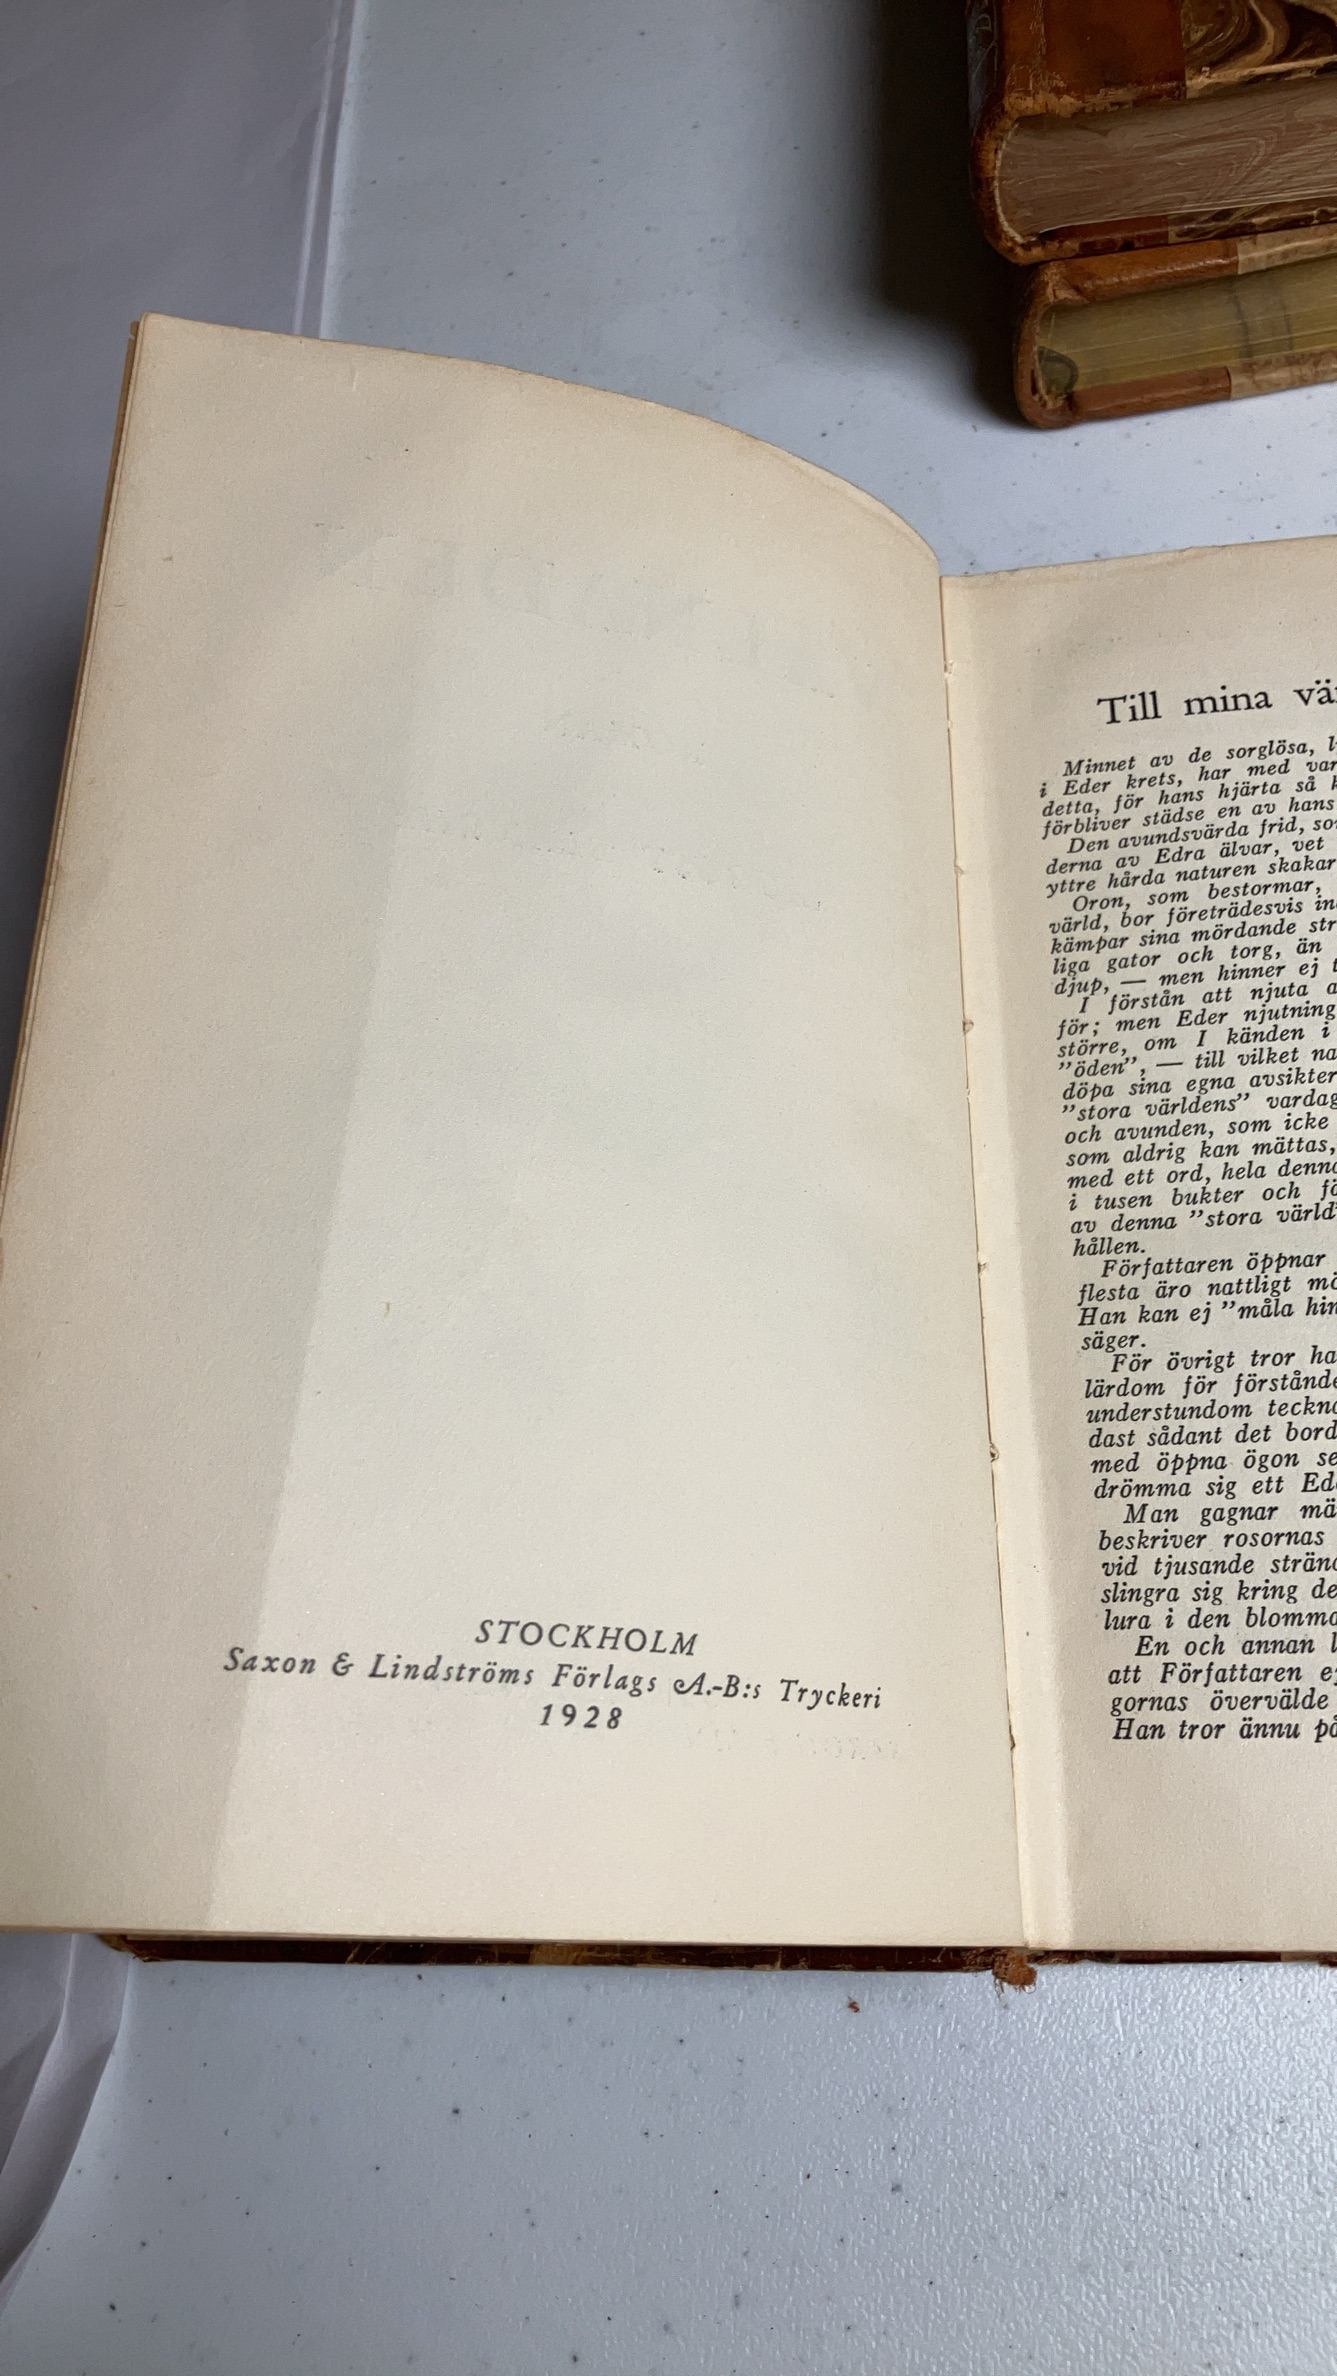 STOCKHOLM
Saxon & Lindströms Förlags A.-B:s Tryckeri
1928
Till mina
Minnet av de sorglösa,
i Eder krets, har med
detta, för hans hjärta så
förbliver städse en av hans
Den avundsvärda frid,
derna av Edra älvar, vet
yttre hårda naturen skakar
Oron, som bestormar,
värld, bor företrädesvis
kämpar sina mördande
liga gator och torg, än
djup, — men hinner ej
I förstån att njuta
för; men Eder njutning
större, om I känden i
"öden", — till vilket
döpa sina egna avsikter
"stora världens"
och avunden, som icke
som aldrig kan mättas,
med ett ord, hela
i tusen bukter och
av denna "stora värld"
hållen.
Författaren öppnar
flesta äro nattligt
Han kan ej "måla
säger.
För övrigt tror
lärdom för
understundom
dast sådant det
med öppna ögon
drömma sig ett
Man gagnar
beskriver rosornas
vid tjusande
slingra sig kring
lura i den
En och annan
att Författaren
gornas övervälde
Han tror ännu på